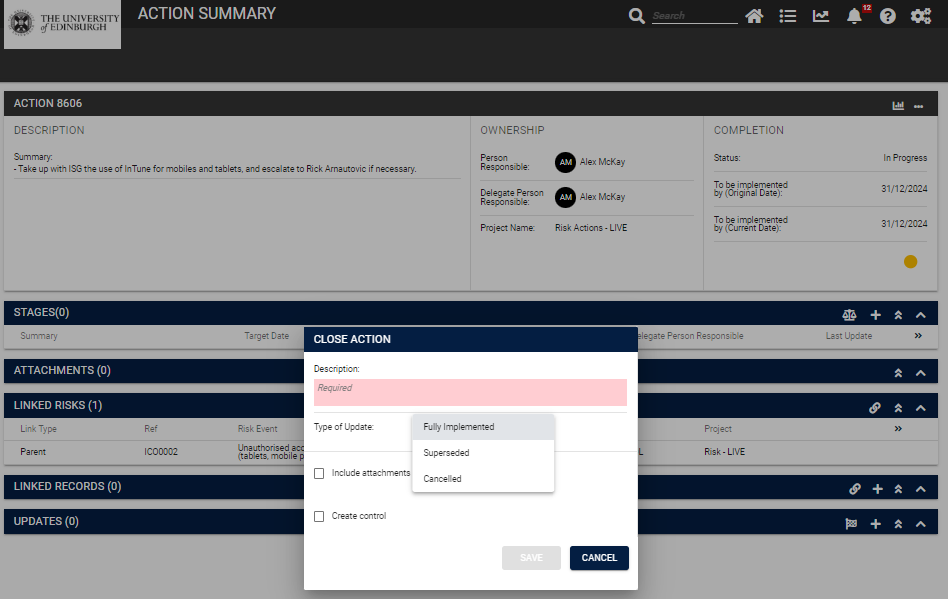 THE UNIVERSITY
of EDINBURGH
ACTION SUMMARY
Search
12
ACTION 8606
DESCRIPTION
Summary:
- Take up with ISG the use of InTune for mobiles and tablets, and escalate to Rick Arnautovic if necessary.
OWNERSHIP
Person
Responsible:
AM
Alex McKay
Delegate Person
Responsible:
AM
Alex McKay
Project Name:
Risk Actions - LIVE
COMPLETION
Status:
In Progress
To be implemented
by (Original Date):
31/12/2024
To be implemented
by (Current Date):
31/12/2024
STAGES(0)
Summary
Target Date
elegate Person Responsible
Last Update
ATTACHMENTS (0)
LINKED RISKS (1)
Link Type
Ref
Risk Event
Project
Parent
ICO0002
Unauthorised acc
(tablets, mobile p
L
Risk - LIVE
LINKED RECORDS (0)
UPDATES (0)
CLOSE ACTION
Description:
Required
Type of Update:
Fully Implemented
Superseded
Cancelled
Include attachments
Create control
SAVE
CANCEL